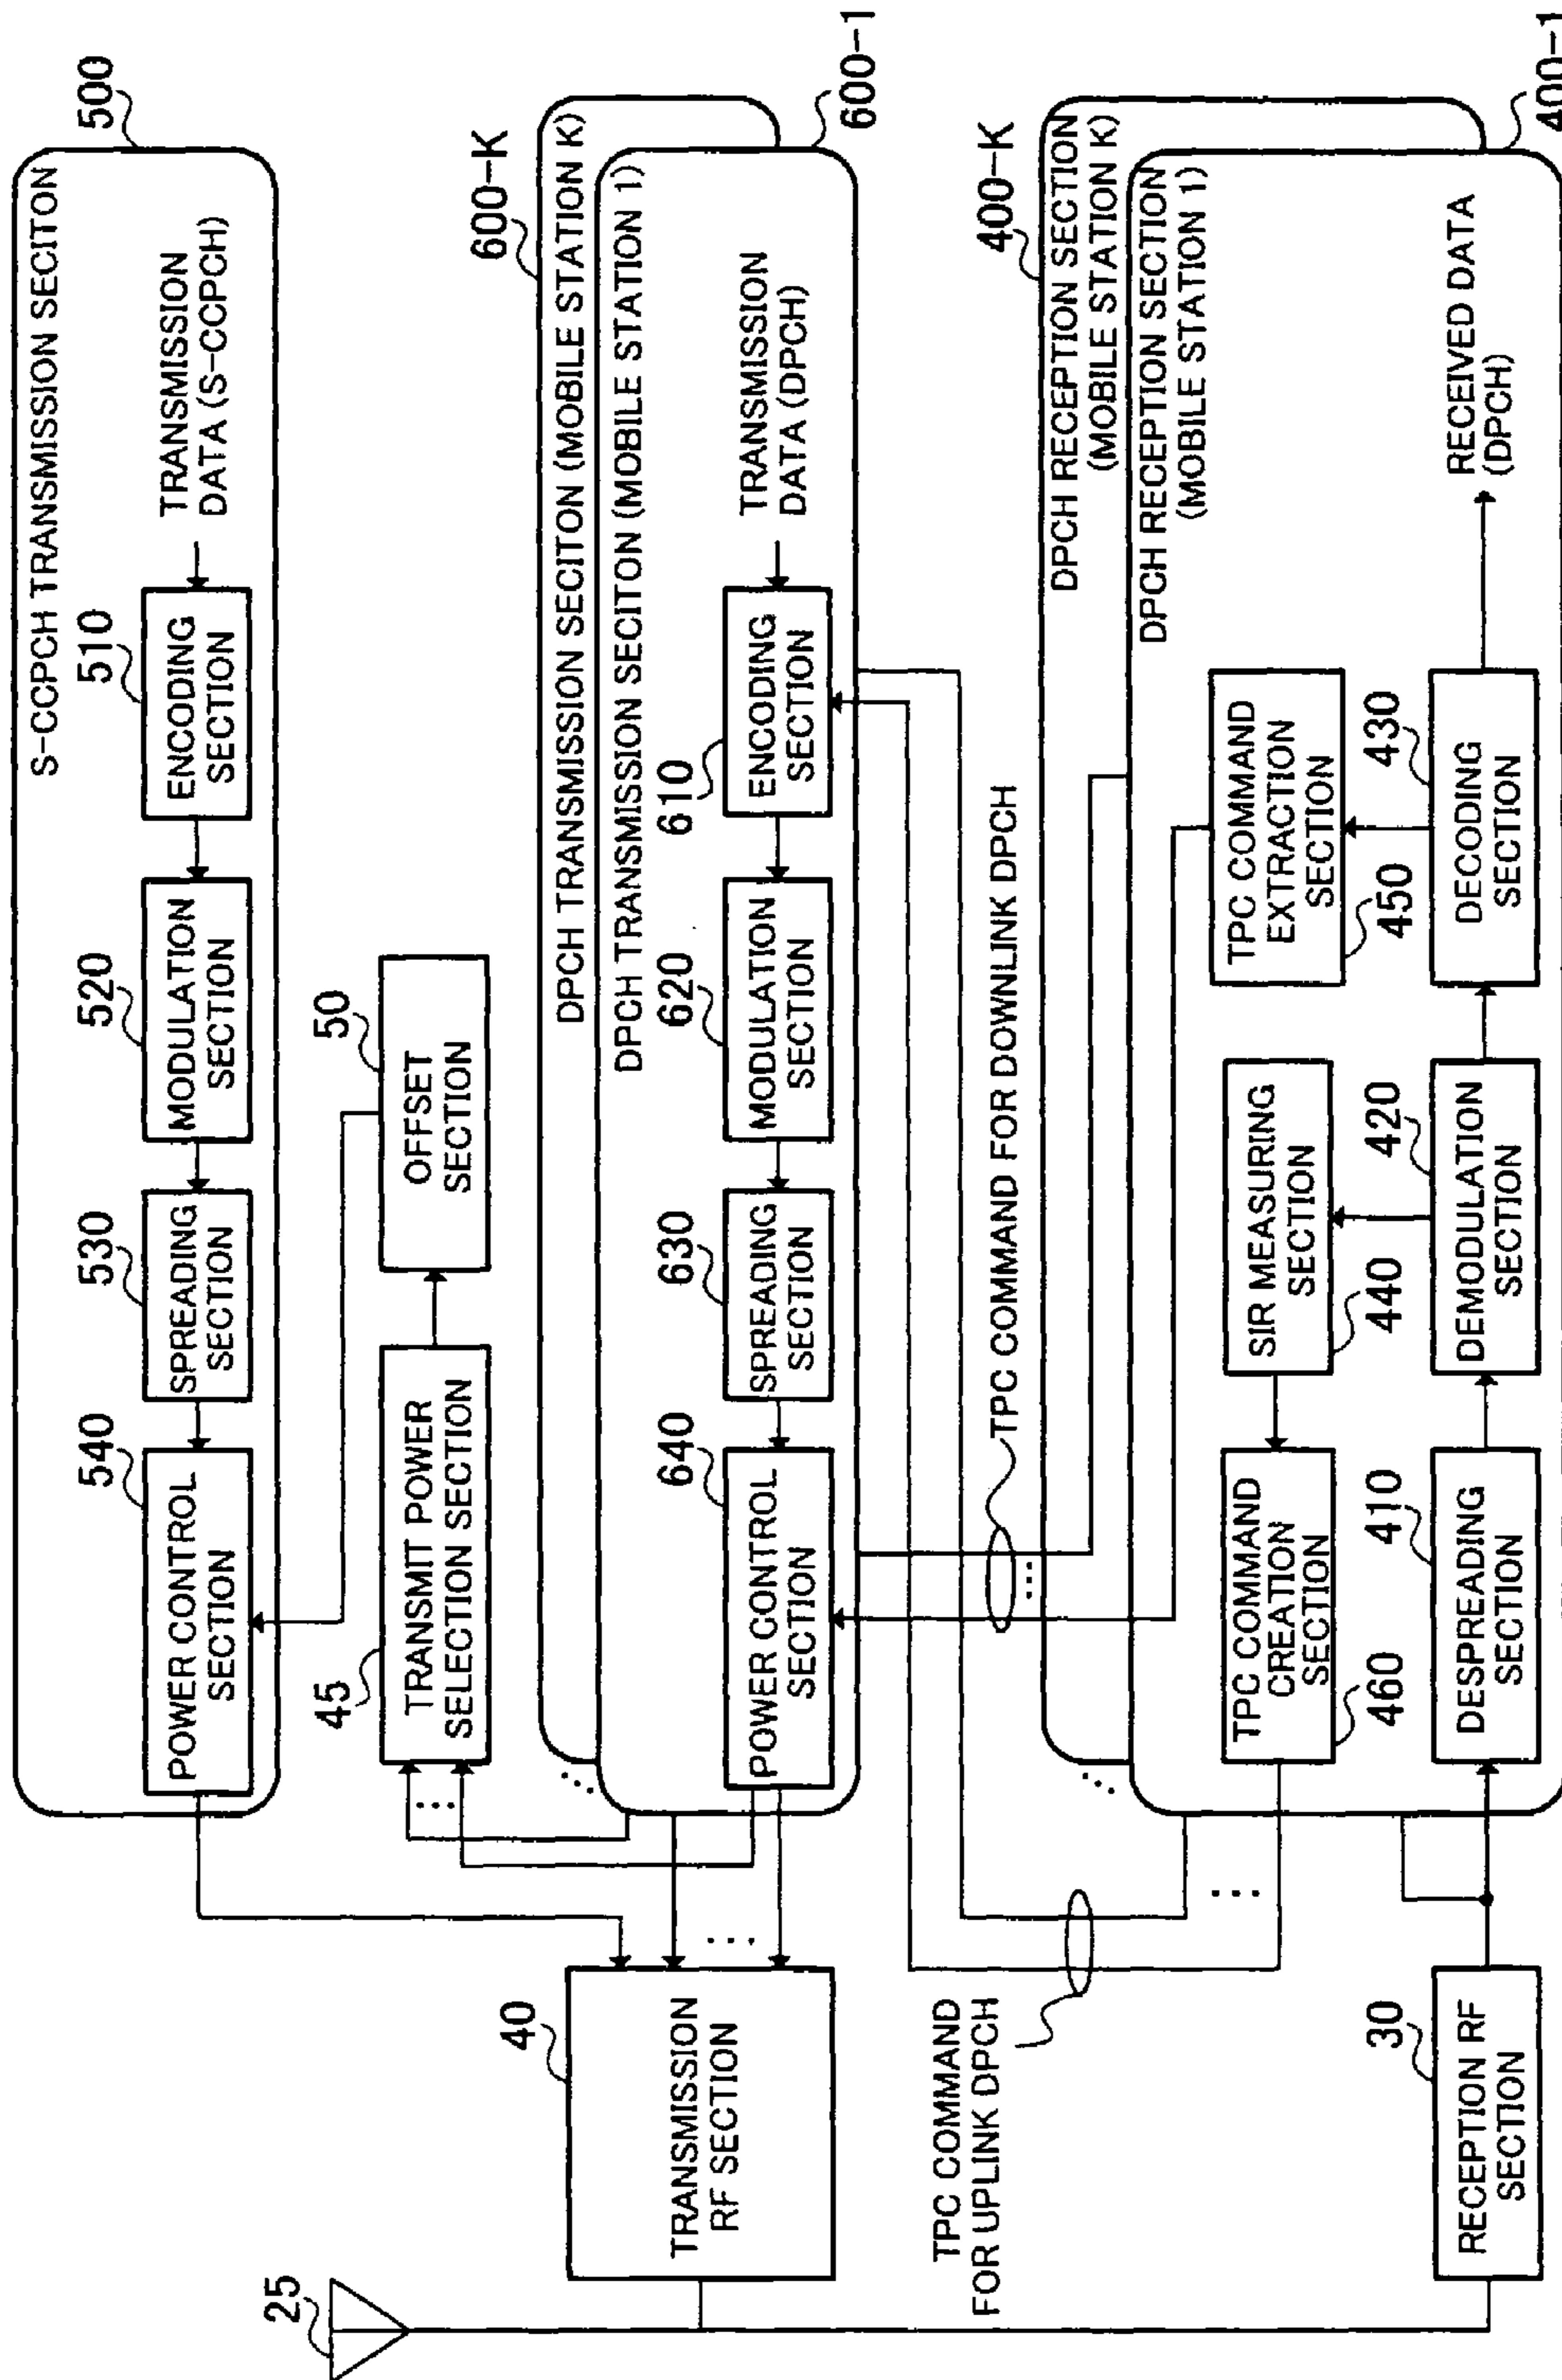 500
S-CCPCH TRANSMISSION SECITON
540
POWER CONTROL
SECTION
530
SPREADING
SECTION
520
MODULATION
SECTION
510
ENCODING
SECTION
TRANSMISSION
DATA (S-CCPCH)
25
45
TRANSMIT POWER
SELECTION SECTION
50
OFFSET
SECTION
40
TRANSMISSION
RF SECTION
600-K
DPCH TRANSMISSION SECITON (MOBILE STATION K)
DPCH TRANSMISSION SECITON (MOBILE STATION 1)
600-1
640
POWER CONTROL
SECTION
630
SPREADING
SECTION
620
MODULATION
SECTION
610
ENCODING
SECTION
TRANSMISSION
DATA (DPCH)
TPC COMMAND FOR DOWNLINK DPCH
TPC COMMAND
FOR UPLINK DPCH
400-K
DPCH RECEPTION SECTION
(MOBILE STATION K)
DPCH RECEPTION SECTION
(MOBILE STATION 1)
400-1
TPC COMMAND
CREATION
SECTION
460
SIR MEASURING
SECTION
440
TPC COMMAND
EXTRACTION
SECTION
450
30
RECEPTION RF
SECTION
410
DESPREADING
SECTION
420
DEMODULATION
SECTION
430
DECODING
SECTION
RECEIVED DATA
(DPCH)